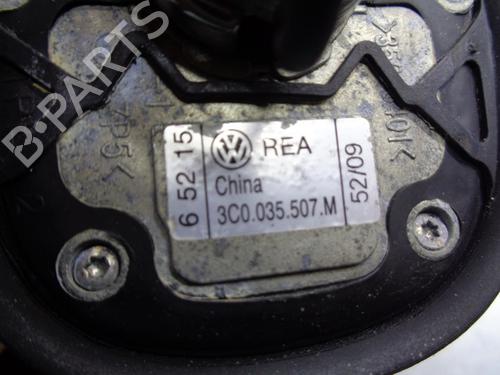 B-PARTS
6 52 15
REA
China
3C0.035.507.M
52/09